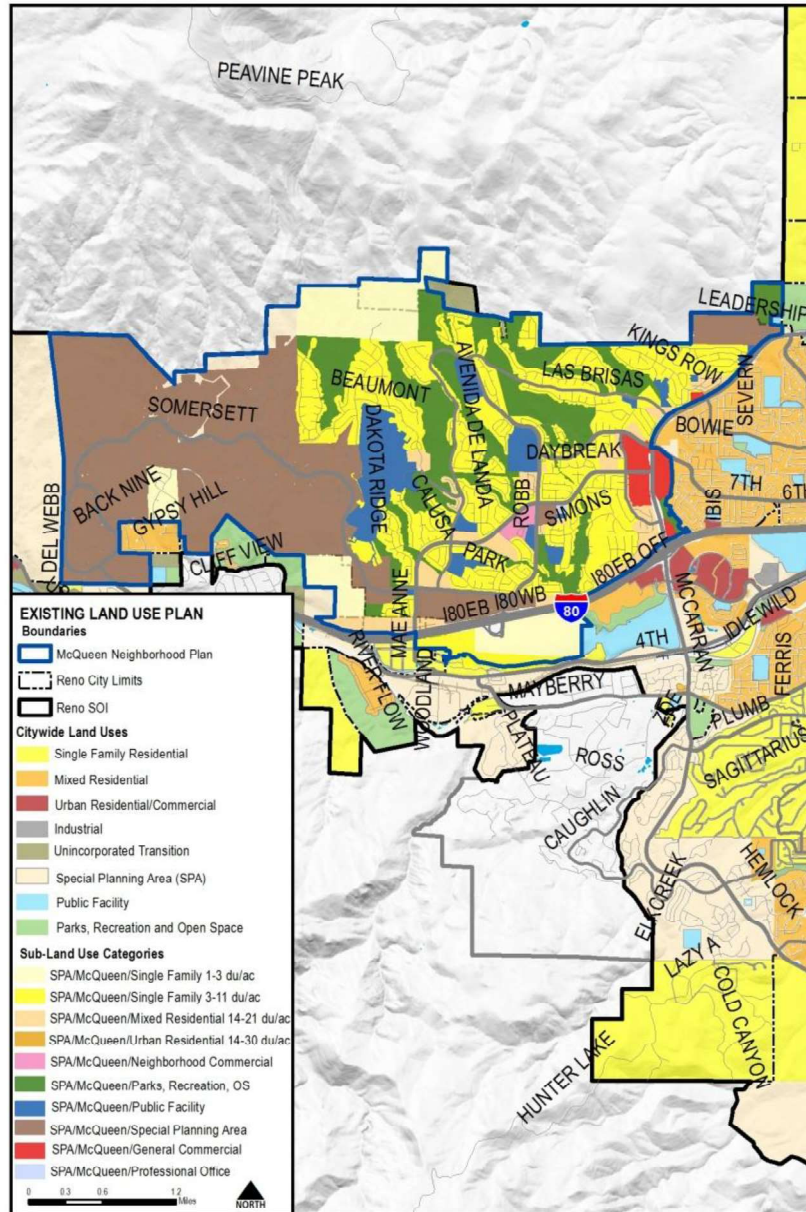 PEAVINE PEAK
LEADERSHIP
KINGS ROW
SEVERN
AVENIDA DE LANDA
LAS BRISAS
BEAUMONT
SOMERSETT
DAKOTA RIDGE
BOWIE
DAYBREAK
7TH
6TH
BACK NINE
GYPSY HILL
CALUSA
ROBB
SIMONS
IBIS
DEL WEBB
CLIFF VIEW
PARK
I80EB OFF
I80EB I80WB
80
MAE ANNE
MCCARRAN
IDLEWILD
4TH
RIVER FLOW
WOODLAND
MAYBERRY
FERRIS
PLUMB
PLATEAU
ROSS
SAGITTARIUS
CAUGHLIN
HEMLOCK
ELKCREEK
LAZY A
COLD CANYON
HUNTER LAKE
EXISTING LAND USE PLAN
Boundaries
McQueen Neighborhood Plan
Reno City Limits
Reno SOI
Citywide Land Uses
Single Family Residential
Mixed Residential
Urban Residential/Commercial
Industrial
Unincorporated Transition
Special Planning Area (SPA)
Public Facility
Parks, Recreation and Open Space
Sub-Land Use Categories
SPA/McQueen/Single Family 1-3 du/ac
SPA/McQueen/Single Family 3-11 du/ac
SPA/McQueen/Mixed Residential 14-21 du/ac
SPA/McQueen/Urban Residential 14-30 du/ac
SPA/McQueen/Neighborhood Commercial
SPA/McQueen/Parks, Recreation, OS
SPA/McQueen/Public Facility
SPA/McQueen/Special Planning Area
SPA/McQueen/General Commercial
SPA/McQueen/Professional Office
0 0.3 0.6 1.2
Miles
NORTH